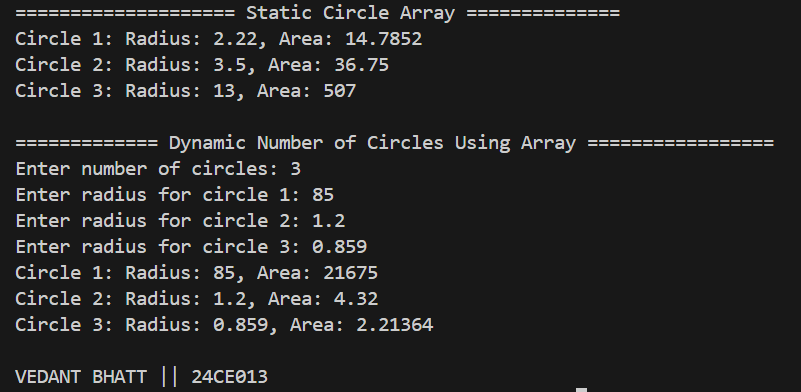 ==================== Static Circle Array ==============
Circle 1: Radius: 2.22, Area: 14.7852
Circle 2: Radius: 3.5, Area: 36.75
Circle 3: Radius: 13, Area: 507
============= Dynamic Number of Circles Using Array =================
Enter number of circles: 3
Enter radius for circle 1: 85
Enter radius for circle 2: 1.2
Enter radius for circle 3: 0.859
Circle 1: Radius: 85, Area: 21675
Circle 2: Radius: 1.2, Area: 4.32
Circle 3: Radius: 0.859, Area: 2.21364
VEDANT BHATT || 24CE013